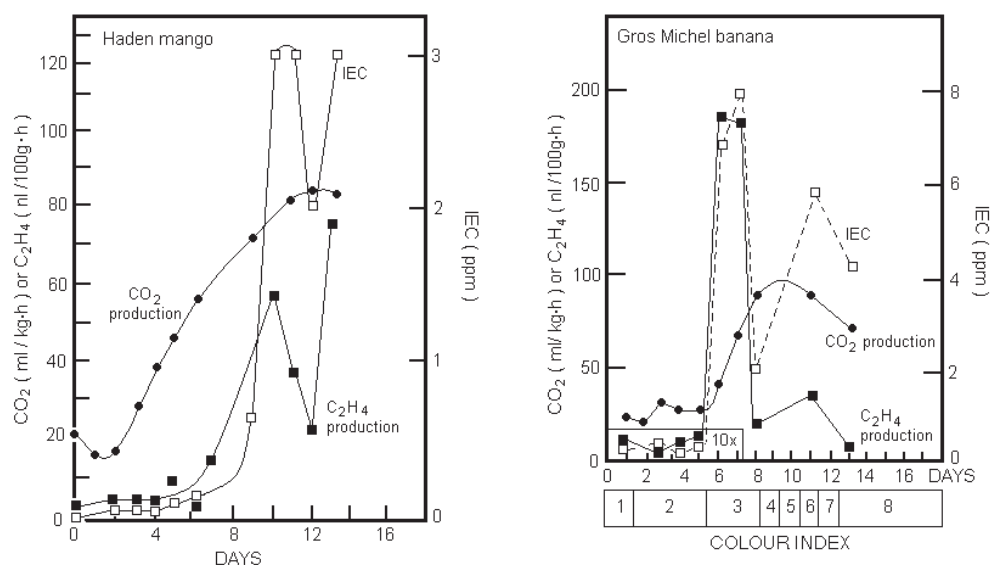 Haden mango
CO₂ ( ml / kg·h ) or C₂H₄ ( nl /100g·h )
120
100
80
60
40
20
0
IEC
CO₂
production
C₂H₄
production
3
2
1
0
IEC ( ppm )
0 4 8 12 16
DAYS
Gros Michel banana
CO₂ ( ml/ kg·h ) or C₂H₄ ( nl /100g·h )
200
150
100
50
0
IEC
CO₂ production
C₂H₄
production
10x
8
6
4
2
0
IEC ( ppm )
0 2 4 6 8 10 12 14 16 DAYS
1 2 3 4 5 6 7 8
COLOUR INDEX